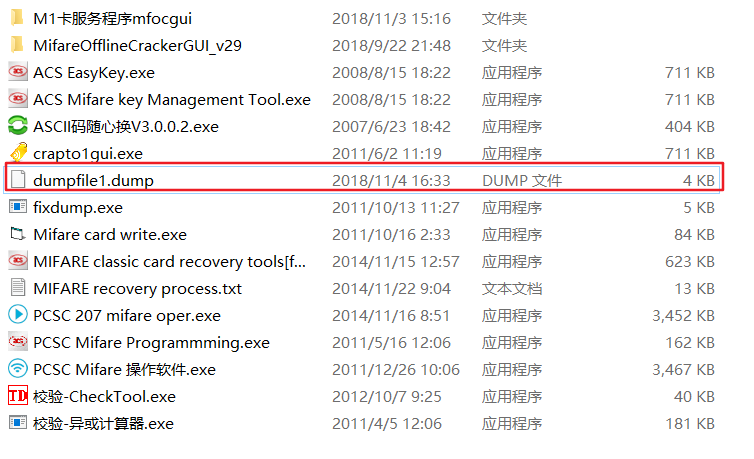 M1卡服务程序mfocgui 2018/11/3 15:16 文件夹
MifareOfflineCrackerGUI_v29 2018/9/22 21:48 文件夹
ACS EasyKey.exe 2008/8/15 18:22 应用程序 711 KB
ACS Mifare key Management Tool.exe 2008/8/15 18:22 应用程序 711 KB
ASCII码随心换V3.0.0.2.exe 2007/6/23 18:42 应用程序 404 KB
crapto1gui.exe 2011/6/2 11:19 应用程序 711 KB
dumpfile1.dump 2018/11/4 16:33 DUMP 文件 4 KB
fixdump.exe 2011/10/13 11:27 应用程序 5 KB
Mifare card write.exe 2011/10/16 2:33 应用程序 84 KB
MIFARE classic card recovery tools[f... 2014/11/15 12:57 应用程序 623 KB
MIFARE recovery process.txt 2014/11/22 9:04 文本文档 13 KB
PCSC 207 mifare oper.exe 2014/11/16 8:51 应用程序 3,452 KB
PCSC Mifare Programmming.exe 2011/5/16 12:06 应用程序 162 KB
PCSC Mifare 操作软件.exe 2011/12/26 10:06 应用程序 3,467 KB
校验-CheckTool.exe 2012/10/7 9:25 应用程序 40 KB
校验-异或计算器.exe 2011/4/5 12:06 应用程序 181 KB